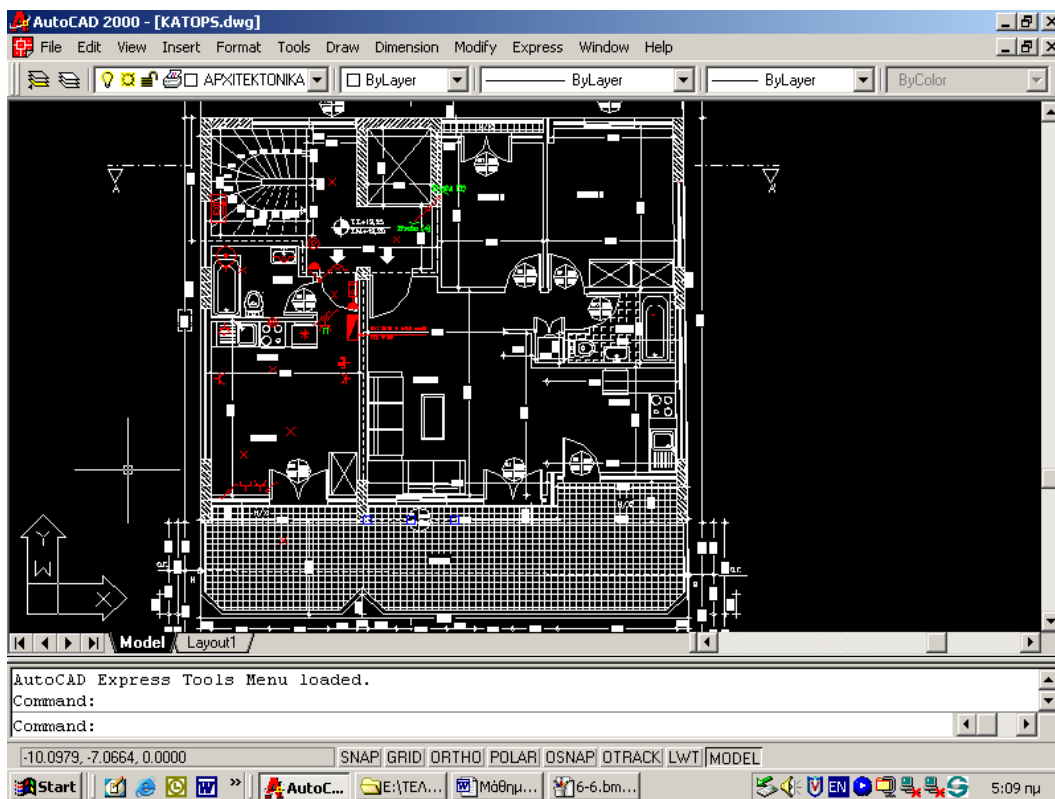 AutoCAD 2000 - [KATOPS.dwg]
File Edit View Insert Format Tools Draw Dimension Modify Express Window Help
ΑΡΧΙΤΕΚΤΟΝΙΚΑ ByLayer ByLayer ByLayer ByColor
A A
Y
W
X
H/C
Model Layout1
AutoCAD Express Tools Menu loaded.
Command:
Command:
-10.0979, -7.0664, 0.0000 SNAP GRID ORTHO POLAR OSNAP OTRACK LWT MODEL
Start » AutoC... E:\ΤΕΛ... Μάθημ... 6-6.bm... EN 5:09 πμ